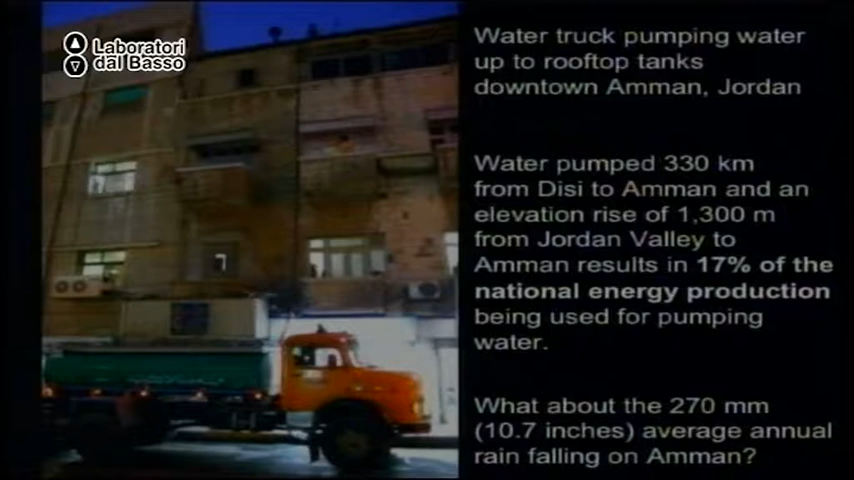 Laboratori
dal Basso
Water truck pumping water
up to rooftop tanks
downtown Amman, Jordan
Water pumped 330 km
from Disi to Amman and an
elevation rise of 1,300 m
from Jordan Valley to
Amman results in 17% of the
national energy production
being used for pumping
water.
What about the 270 mm
(10.7 inches) average annual
rain falling on Amman?